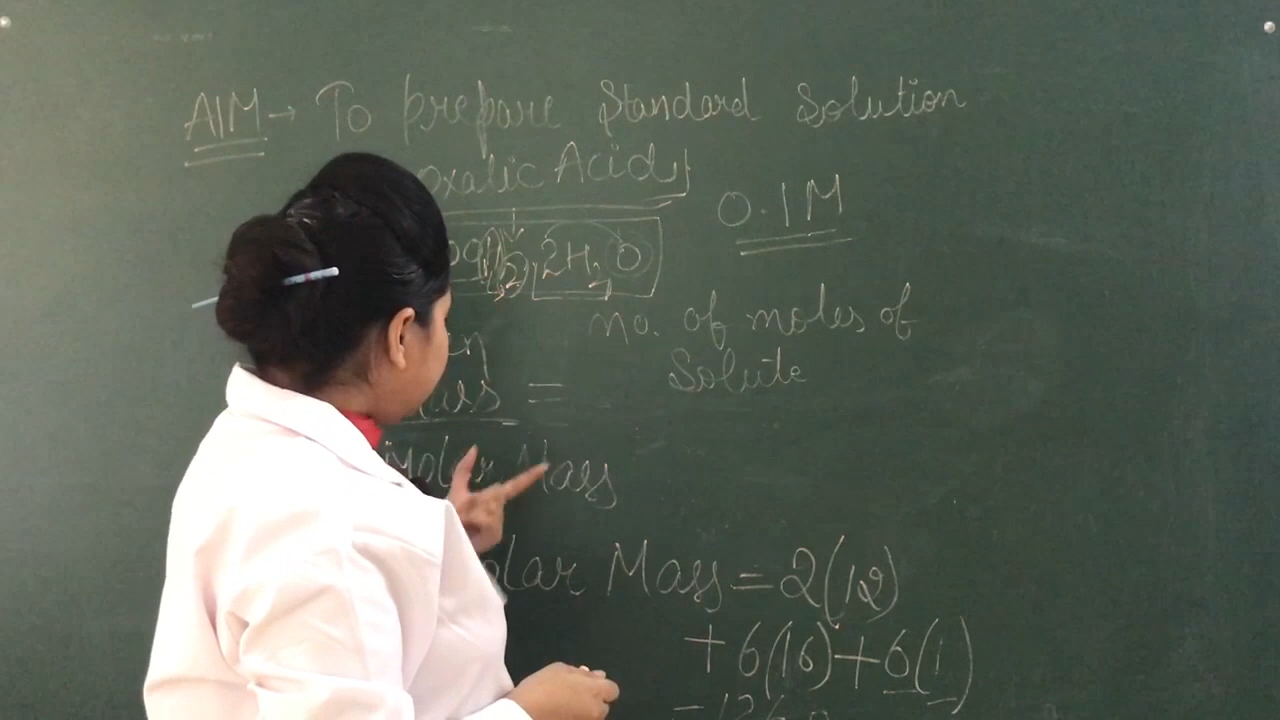 AIM → To prepare Standard Solution
oxalic Acid
0.1M
2H2O
no. of moles of
Solute
=
Molar Mass
Molar Mass = 2(12)
+ 6(16) + 6(1)